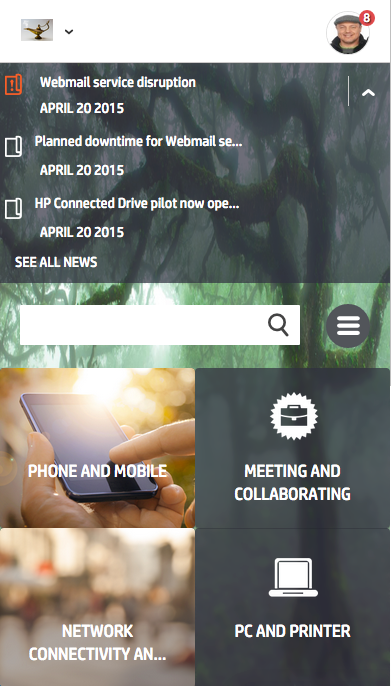 8
Webmail service disruption
APRIL 20 2015
Planned downtime for Webmail se...
APRIL 20 2015
HP Connected Drive pilot now ope...
APRIL 20 2015
SEE ALL NEWS
PHONE AND MOBILE
MEETING AND
COLLABORATING
NETWORK
CONNECTIVITY AN...
PC AND PRINTER